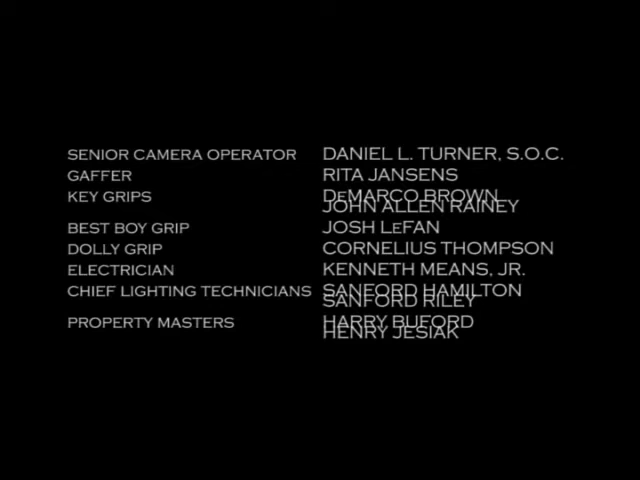 SENIOR CAMERA OPERATOR DANIEL L. TURNER, S.O.C.
GAFFER RITA JANSENS
KEY GRIPS DEMARCO BROWN
JOHN ALLEN RAINEY
BEST BOY GRIP JOSH LEFAN
DOLLY GRIP CORNELIUS THOMPSON
ELECTRICIAN KENNETH MEANS, JR.
CHIEF LIGHTING TECHNICIANS SANFORD HAMILTON
SANFORD RILEY
PROPERTY MASTERS HARRY BUFORD
HENRY JESIAK